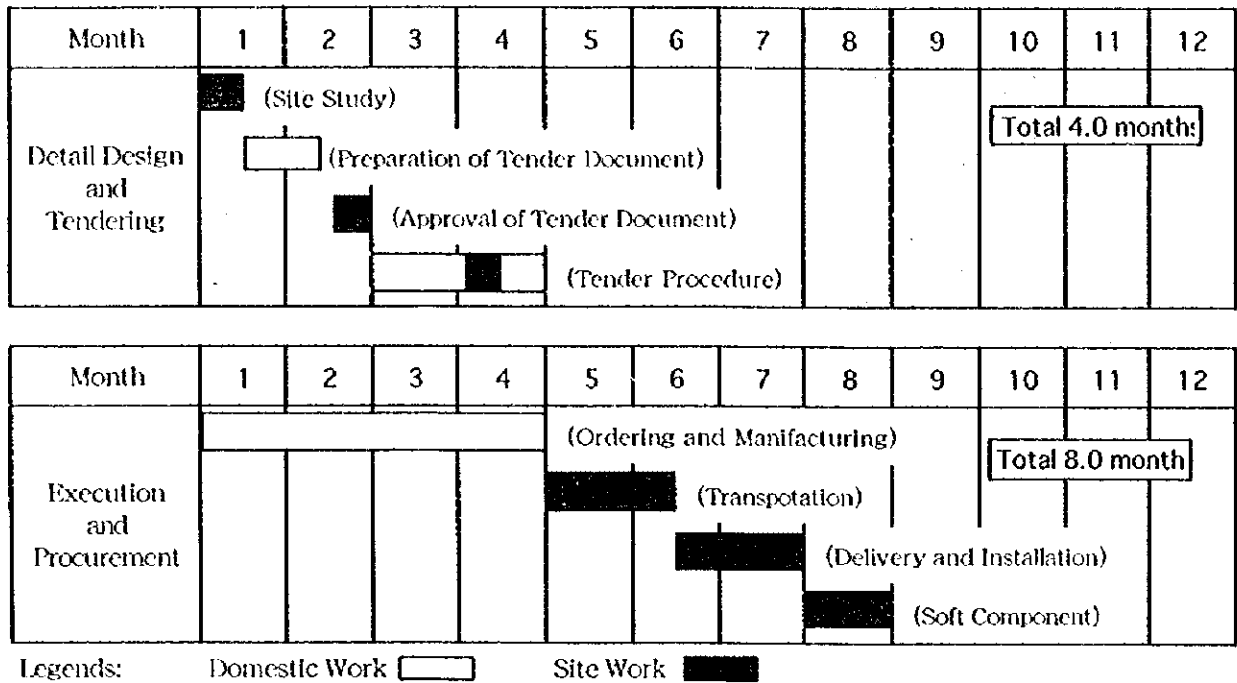 Month 1 2 3 4 5 6 7 8 9 10 11 12
(Site Study)
Total 4.0 months
Detail Design
and
Tendering
(Preparation of Tender Document)
(Approval of Tender Document)
(Tender Procedure)
Month 1 2 3 4 5 6 7 8 9 10 11 12
(Ordering and Manifacturing)
Total 8.0 month
Execution
and
Procurement
(Transpotation)
(Delivery and Installation)
(Soft Component)
Legends: Domestic Work Site Work